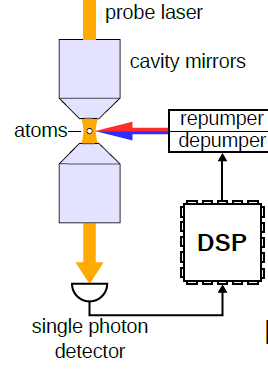 probe laser
cavity mirrors
atoms
repumper
depumper
DSP
single photon
detector